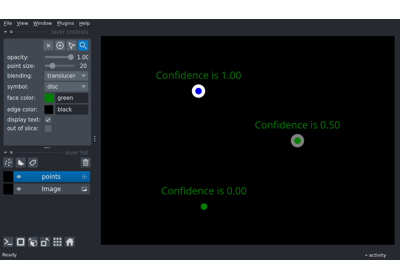 File View Window Plugins Help
layer controls
opacity: 1.00
point size: 20
blending: translucen
symbol: disc
face color: green
edge color: black
display text:
out of slice:
layer list
points
Image
Ready
activity
Confidence is 1.00
Confidence is 0.50
Confidence is 0.00